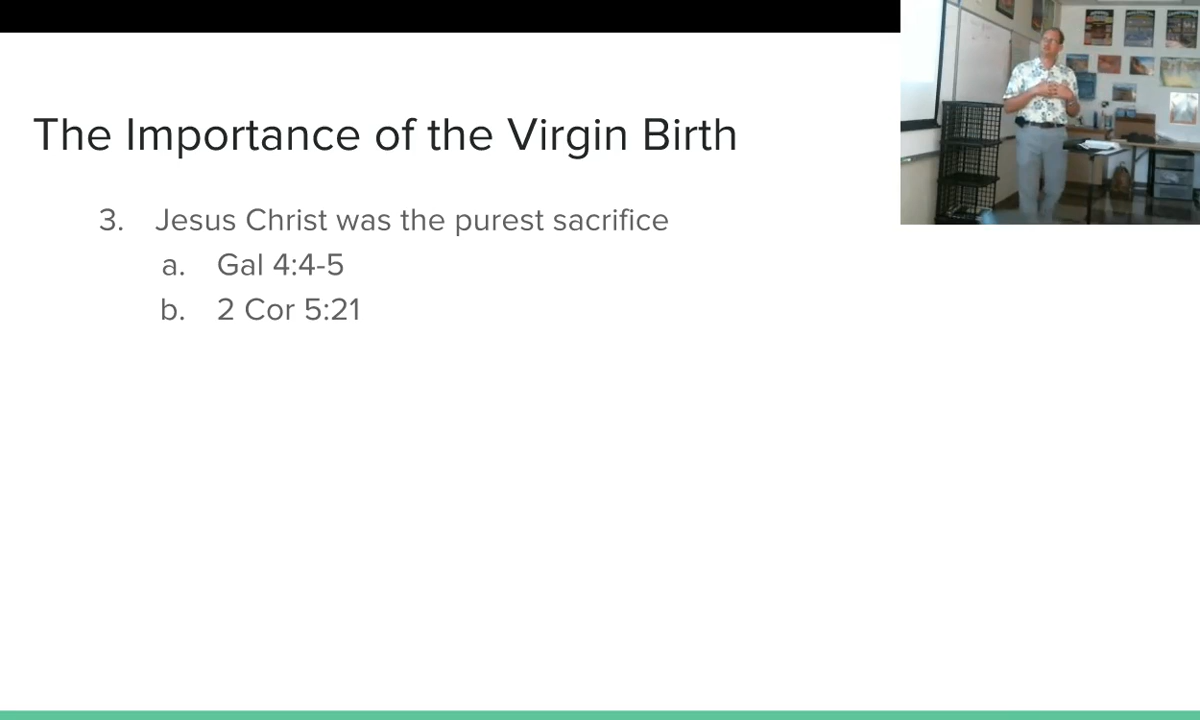 The Importance of the Virgin Birth
3. Jesus Christ was the purest sacrifice
a. Gal 4:4-5
b. 2 Cor 5:21